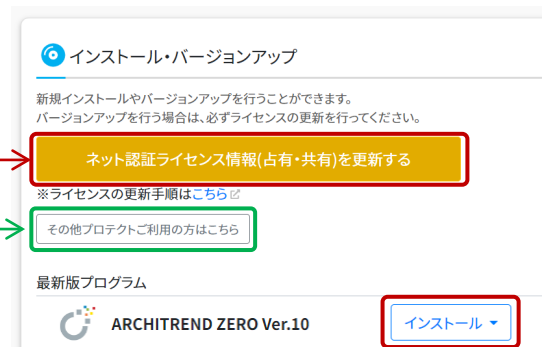 インストール・バージョンアップ
新規インストールやバージョンアップを行うことができます。
バージョンアップを行う場合は、必ずライセンスの更新を行ってください。
ネット認証ライセンス情報(占有・共有)を更新する
※ライセンスの更新手順はこちら
その他プロテクトご利用の方はこちら
最新版プログラム
ARCHITREND ZERO Ver.10
インストール